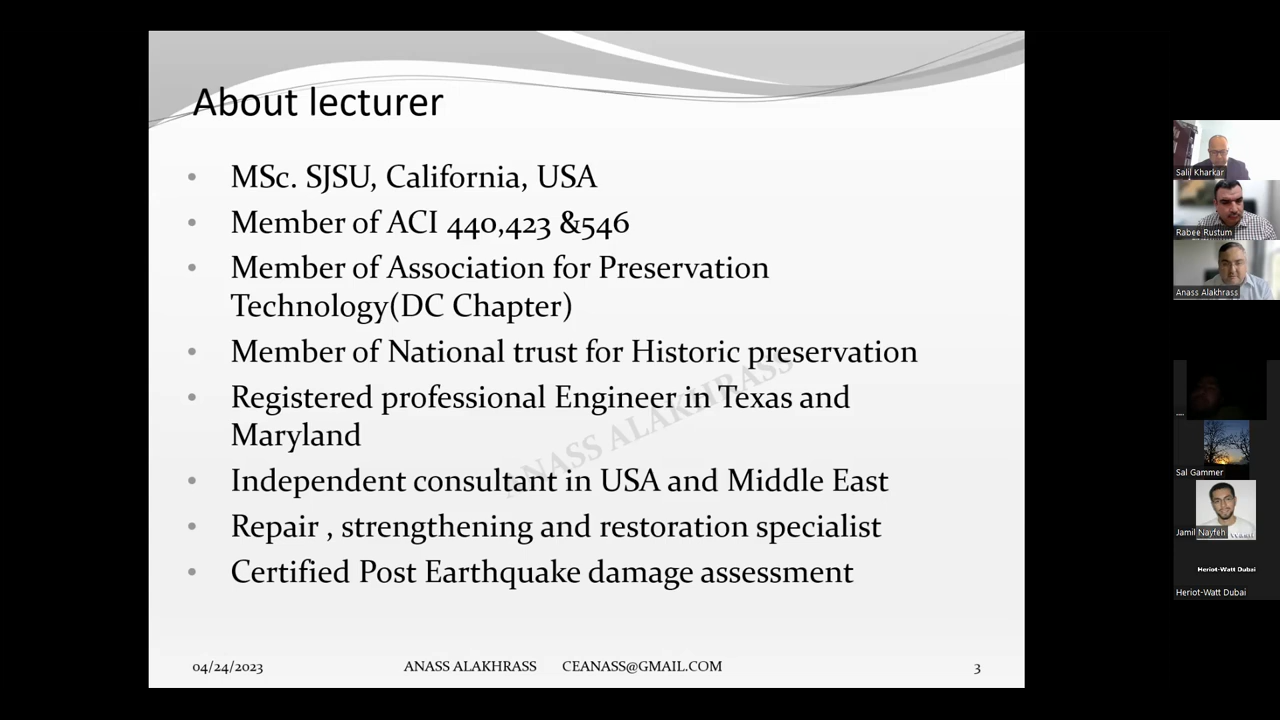 About lecturer
• MSc. SJSU, California, USA
• Member of ACI 440,423 &546
• Member of Association for Preservation
Technology(DC Chapter)
• Member of National trust for Historic preservation
• Registered professional Engineer in Texas and
Maryland
• Independent consultant in USA and Middle East
• Repair , strengthening and restoration specialist
• Certified Post Earthquake damage assessment
ANASS ALAKHRASS
04/24/2023 ANASS ALAKHRASS CEANASS@GMAIL.COM 3
Salil Kharkar
Rabee Rustum
Anass Alakhrass
...
Sal Gammer
Jamil Nayfeh
Heriot-Watt Dubai
Heriot-Watt Dubai